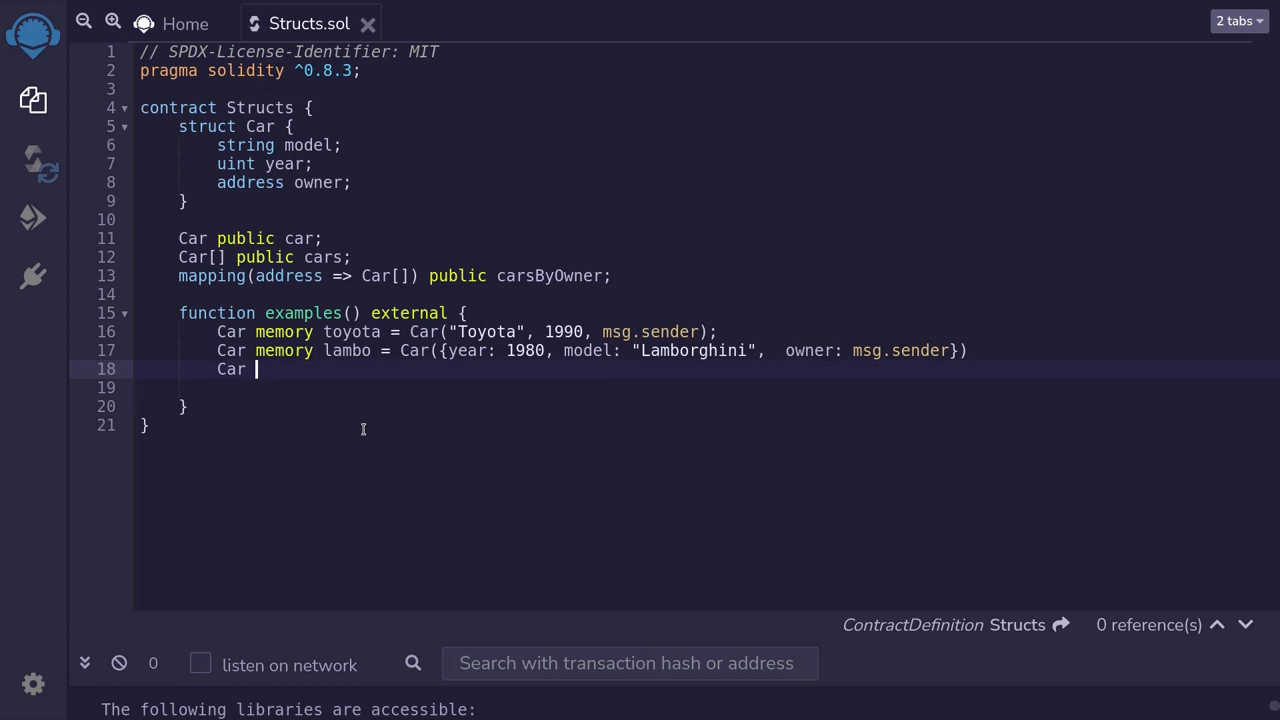 Home
Structs.sol
2 tabs
1 // SPDX-License-Identifier: MIT
2 pragma solidity ^0.8.3;
3
4 contract Structs {
5     struct Car {
6         string model;
7         uint year;
8         address owner;
9     }
10
11     Car public car;
12     Car[] public cars;
13     mapping(address => Car[]) public carsByOwner;
14
15     function examples() external {
16         Car memory toyota = Car("Toyota", 1990, msg.sender);
17         Car memory lambo = Car({year: 1980, model: "Lamborghini",  owner: msg.sender})
18         Car
19
20     }
21 }
ContractDefinition Structs 0 reference(s)
0 listen on network Search with transaction hash or address
The following libraries are accessible: